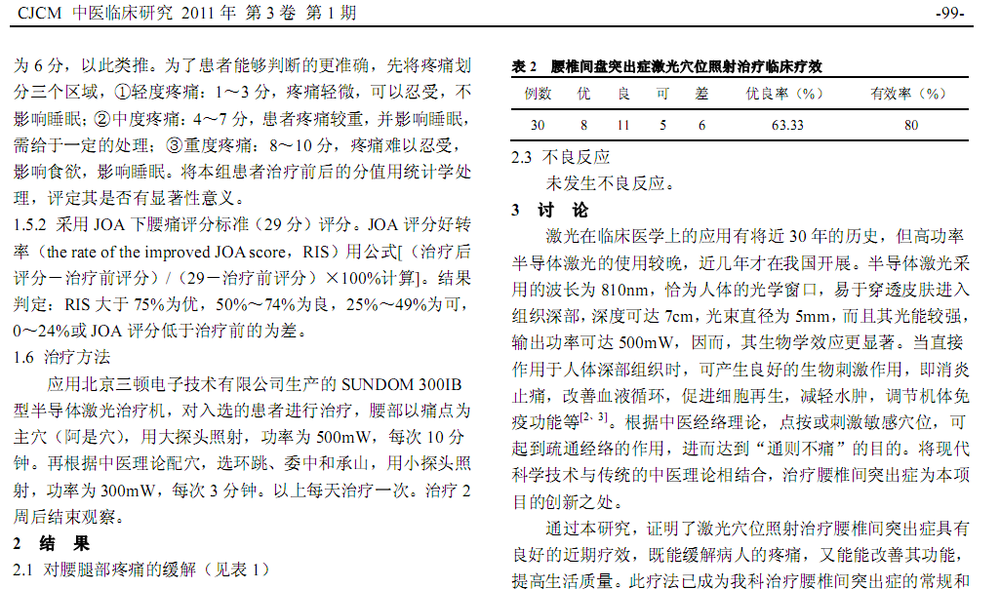 CJCM 中医临床研究 2011 年 第 3 卷 第 1 期 -99-
为 6 分，以此类推。为了患者能够判断的更准确，先将疼痛划
分三个区域，①轻度疼痛：1～3 分，疼痛轻微，可以忍受，不
影响睡眠；②中度疼痛：4～7 分，患者疼痛较重，并影响睡眠，
需给于一定的处理；③重度疼痛：8～10 分，疼痛难以忍受，
影响食欲，影响睡眠。将本组患者治疗前后的分值用统计学处
理，评定其是否有显著性意义。
1.5.2 采用 JOA 下腰痛评分标准（29 分）评分。JOA 评分好转
率（the rate of the improved JOA score，RIS）用公式[（治疗后
评分－治疗前评分）/（29－治疗前评分）×100%计算]。结果
判定：RIS 大于 75%为优，50%～74%为良，25%～49%为可，
0～24%或 JOA 评分低于治疗前的为差。
1.6 治疗方法
应用北京三顿电子技术有限公司生产的 SUNDOM 300IB
型半导体激光治疗机，对入选的患者进行治疗，腰部以痛点为
主穴（阿是穴），用大探头照射，功率为 500mW，每次 10 分
钟。再根据中医理论配穴，选环跳、委中和承山，用小探头照
射，功率为 300mW，每次 3 分钟。以上每天治疗一次。治疗 2
周后结束观察。
2 结 果
2.1 对腰腿部疼痛的缓解（见表 1）
表 2 腰椎间盘突出症激光穴位照射治疗临床疗效
例数 优 良 可 差 优良率（%） 有效率（%）
30 8 11 5 6 63.33 80
2.3 不良反应
未发生不良反应。
3 讨 论
激光在临床医学上的应用有将近 30 年的历史，但高功率
半导体激光的使用较晚，近几年才在我国开展。半导体激光采
用的波长为 810nm，恰为人体的光学窗口，易于穿透皮肤进入
组织深部，深度可达 7cm，光束直径为 5mm，而且其光能较强，
输出功率可达 500mW，因而，其生物学效应更显著。当直接
作用于人体深部组织时，可产生良好的生物刺激作用，即消炎
止痛，改善血液循环，促进细胞再生，减轻水肿，调节机体免
疫功能等[2、3]。根据中医经络理论，点按或刺激敏感穴位，可
起到疏通经络的作用，进而达到“通则不痛”的目的。将现代
科学技术与传统的中医理论相结合，治疗腰椎间突出症为本项
目的创新之处。
通过本研究，证明了激光穴位照射治疗腰椎间突出症具有
良好的近期疗效，既能缓解病人的疼痛，又能能改善其功能，
提高生活质量。此疗法已成为我科治疗腰椎间突出症的常规和